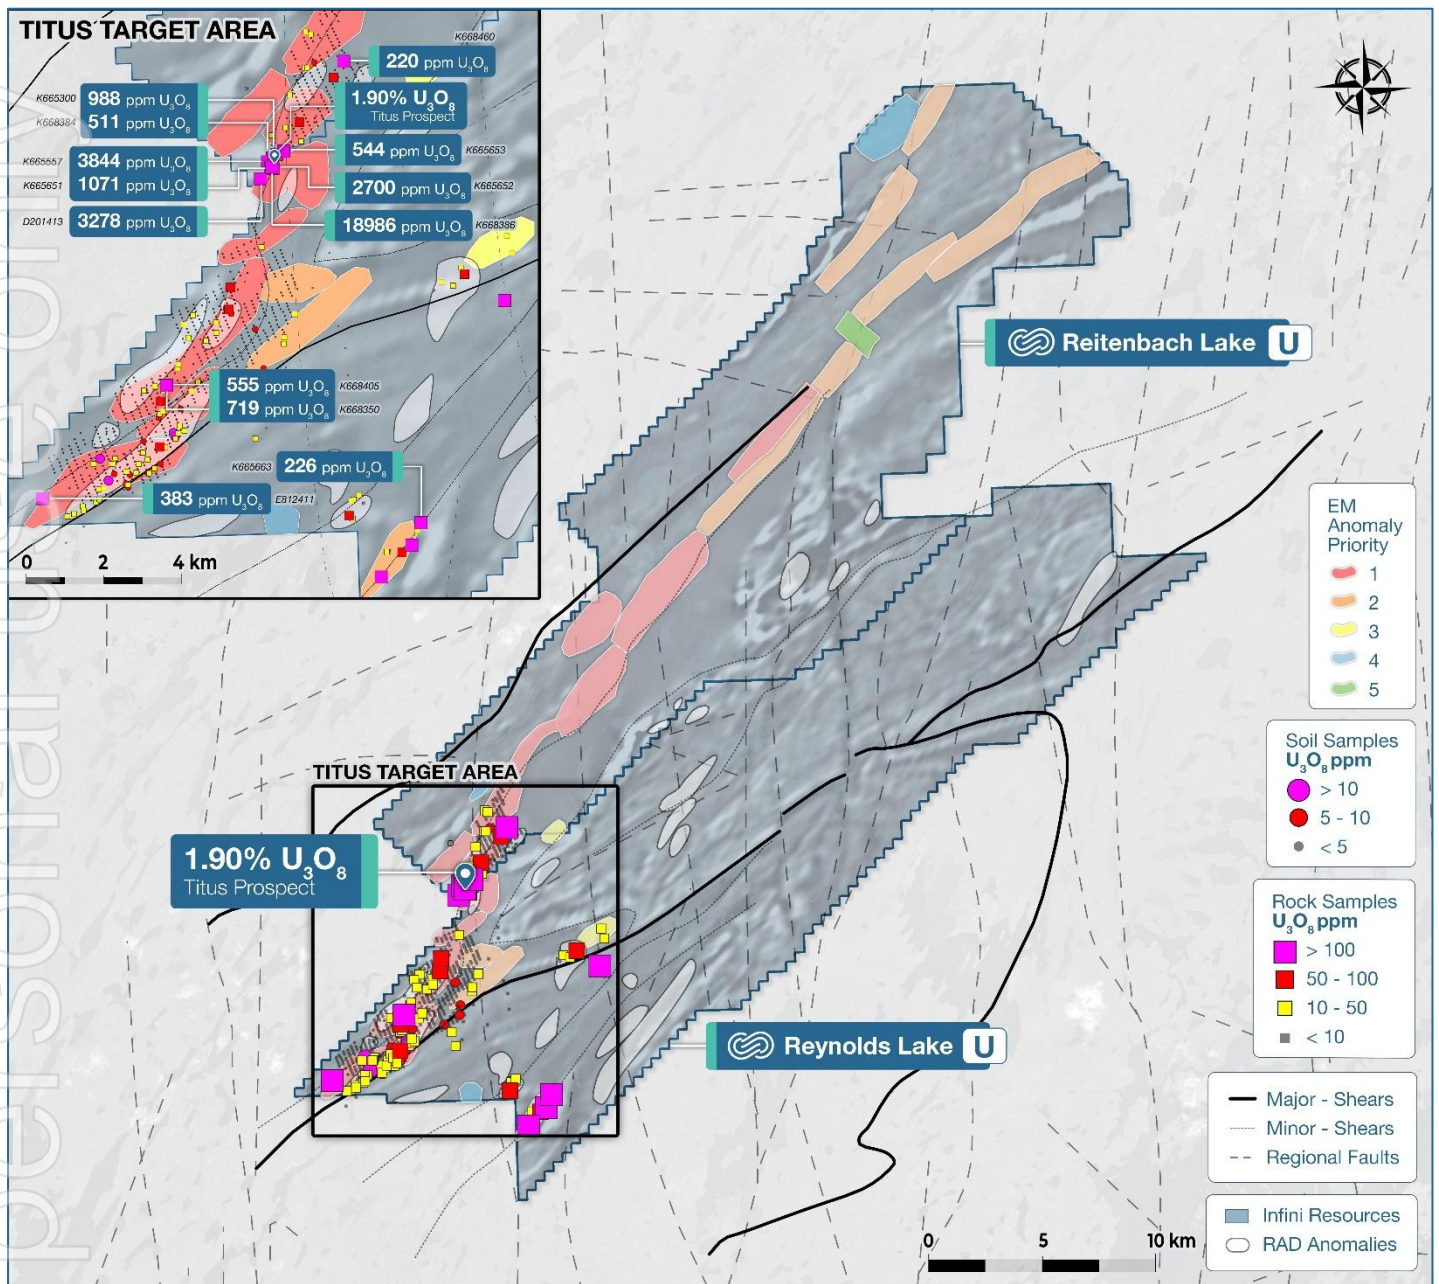 TITUS TARGET AREA
K668460
220 ppm U₃O₈
K665300
988 ppm U₃O₈
K668384
511 ppm U₃O₈
1.90% U₃O₈
Titus Prospect
K665557
3844 ppm U₃O₈
K665651
1071 ppm U₃O₈
544 ppm U₃O₈
K665653
2700 ppm U₃O₈
K665652
D201413
3278 ppm U₃O₈
18986 ppm U₃O₈
K668386
555 ppm U₃O₈
K668405
719 ppm U₃O₈
K668350
K665663
226 ppm U₃O₈
383 ppm U₃O₈
E812411
0 2 4 km
Reitenbach Lake U
EM
Anomaly
Priority
1
2
3
4
5
Soil Samples
U₃O₈ ppm
> 10
5 - 10
< 5
Rock Samples
U₃O₈ ppm
> 100
50 - 100
10 - 50
< 10
TITUS TARGET AREA
1.90% U₃O₈
Titus Prospect
Reynolds Lake U
Major - Shears
Minor - Shears
Regional Faults
Infini Resources
RAD Anomalies
0 5 10 km
personal use only